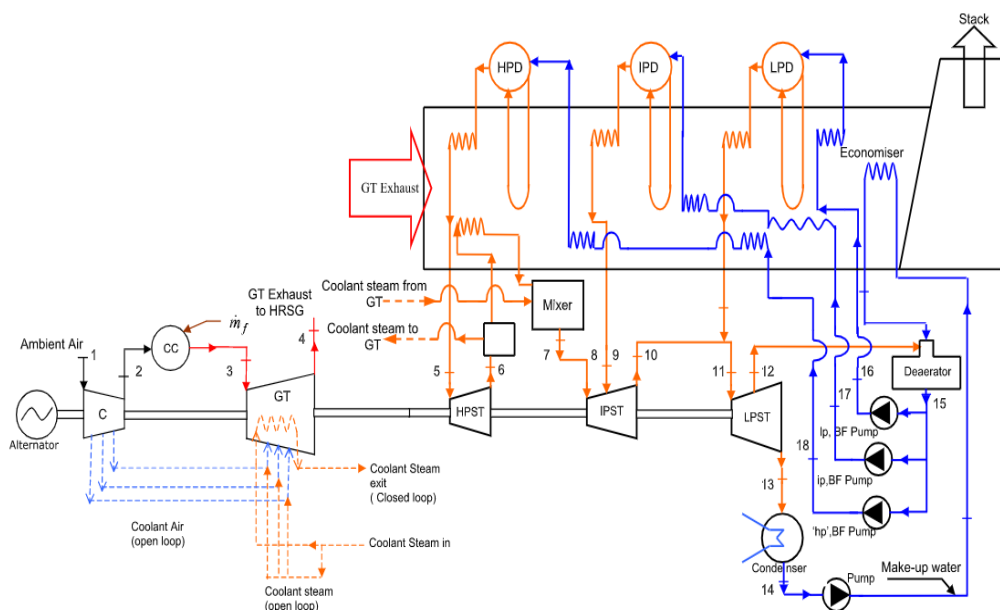 Stack
HPD
IPD
LPD
Economiser
GT Exhaust
Coolant steam from
GT
Mixer
GT Exhaust
to HRSG
ṁf
Coolant steam to
GT
Ambient Air
1
2
CC
3
4
5
6
7
8
9
10
11
12
Deaerator
15
16
17
18
lp, BF Pump
ip,BF Pump
'hp',BF Pump
Alternator
C
GT
HPST
IPST
LPST
Coolant Steam
exit
( Closed loop)
Coolant Air
(open loop)
Coolant Steam in
Coolant steam
(open loop)
13
Condenser
14
Pump
Make-up water